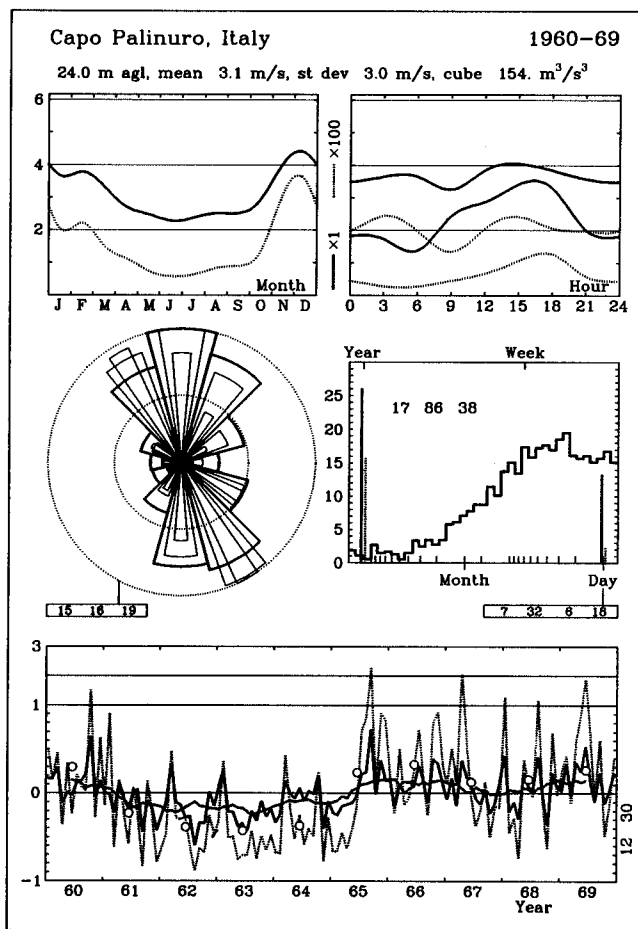 Capo Palinuro, Italy 1960-69
24.0 m agl, mean 3.1 m/s, st dev 3.0 m/s, cube 154. m³/s³
6
4
2
Month
J F M A M J J A S O N D
×1 ×100
Hour
0 3 6 9 12 15 18 21 24
Year Week
25
20
15
10
5
0
17 86 38
Month Day
15 16 19
7 32 6 18
3
1
0
-1
12 30
60 61 62 63 64 65 66 67 68 69
Year